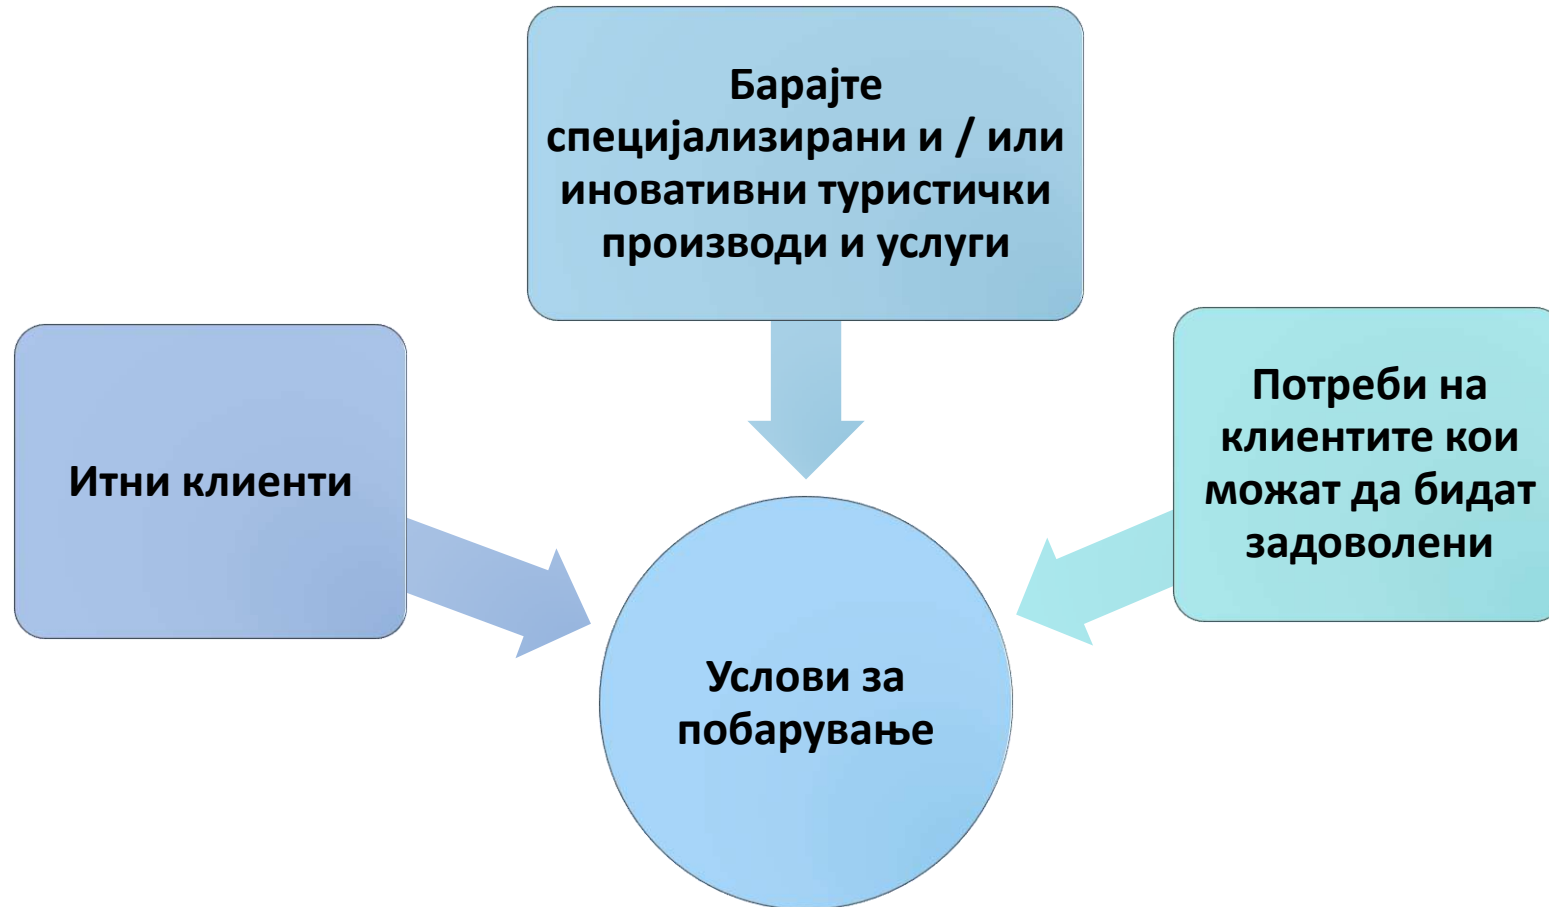 Барајте
специјализирани и / или
иновативни туристички
производи и услуги
Итни клиенти
Потреби на
клиентите кои
можат да бидат
задоволени
Услови за
побарување